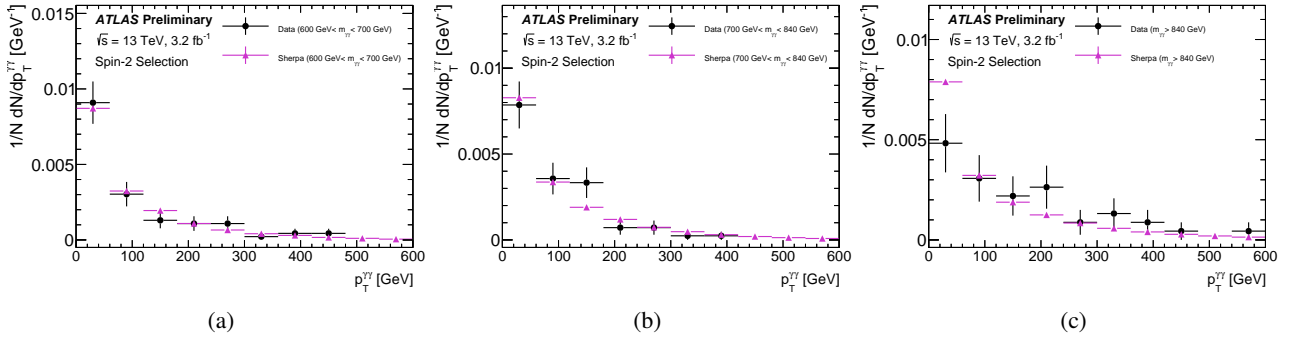 ATLAS Preliminary
√s = 13 TeV, 3.2 fb⁻¹
Spin-2 Selection
Data (600 GeV< m_γγ < 700 GeV)
Sherpa (600 GeV< m_γγ < 700 GeV)
1/N dN/dp_T^γγ [GeV⁻¹]
0.015
0.01
0.005
0
0 100 200 300 400 500 600
p_T^γγ [GeV]
(a)
ATLAS Preliminary
√s = 13 TeV, 3.2 fb⁻¹
Spin-2 Selection
Data (700 GeV< m_γγ < 840 GeV)
Sherpa (700 GeV< m_γγ < 840 GeV)
1/N dN/dp_T^γγ [GeV⁻¹]
0.01
0.005
0
0 100 200 300 400 500 600
p_T^γγ [GeV]
(b)
ATLAS Preliminary
√s = 13 TeV, 3.2 fb⁻¹
Spin-2 Selection
Data (m_γγ > 840 GeV)
Sherpa (m_γγ > 840 GeV)
1/N dN/dp_T^γγ [GeV⁻¹]
0.01
0.005
0
0 100 200 300 400 500 600
p_T^γγ [GeV]
(c)